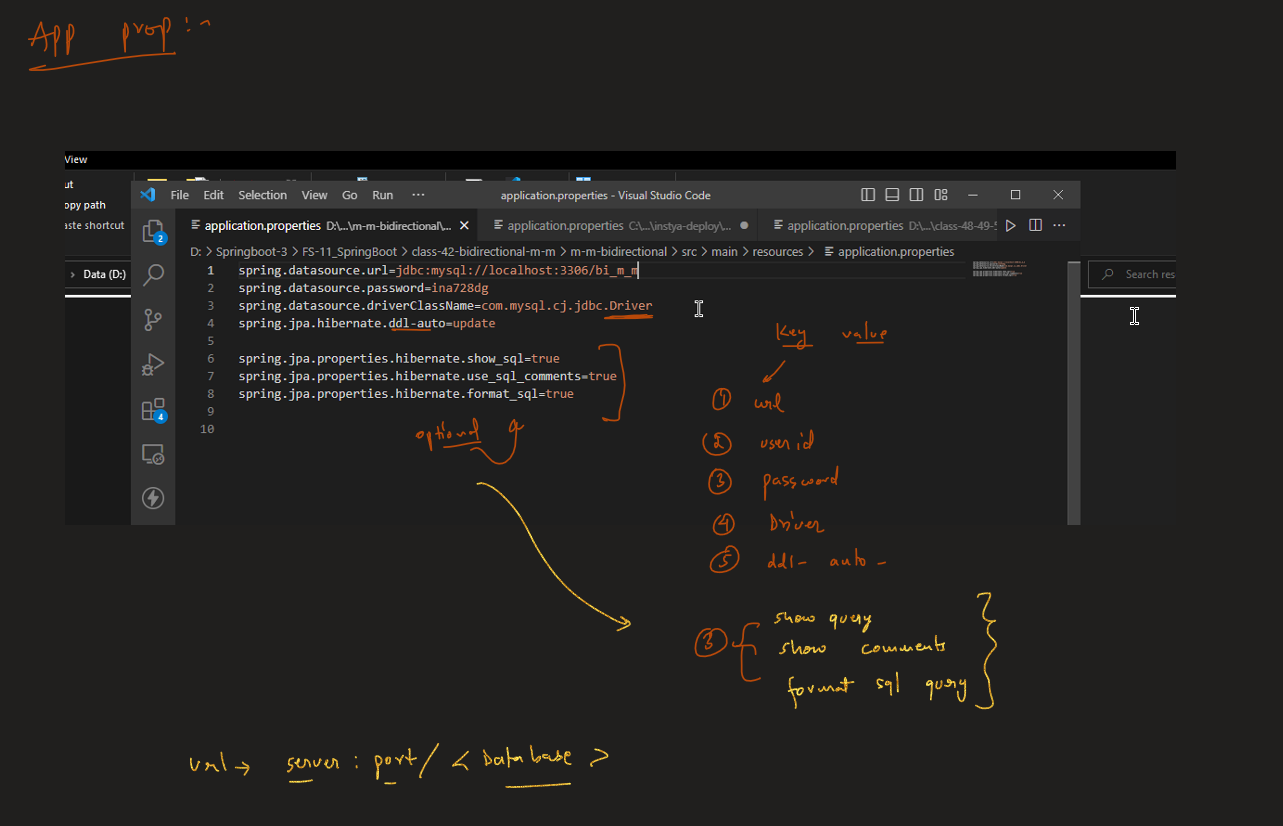 App prop:-
View
ut
opy path
aste shortcut
Data (D:)
File Edit Selection View Go Run ··· application.properties - Visual Studio Code
application.properties D:\...\m-m-bidirectional\... application.properties C:\...\instya-deploy\... application.properties D:\...\class-48-49-5
D: > Springboot-3 > FS-11_SpringBoot > class-42-bidirectional-m-m > m-m-bidirectional > src > main > resources > application.properties
Search res
2
4
1 spring.datasource.url=jdbc:mysql://localhost:3306/bi_m_m
2 spring.datasource.password=ina728dg
3 spring.datasource.driverClassName=com.mysql.cj.jdbc.Driver
4 spring.jpa.hibernate.ddl-auto=update
5
6 spring.jpa.properties.hibernate.show_sql=true
7 spring.jpa.properties.hibernate.use_sql_comments=true
8 spring.jpa.properties.hibernate.format_sql=true
9
10
optional
key value
① url
② user id
③ password
④ Driver
⑤ ddl- auto -
③ show query
show comments
format sql query
url → server : port / < Database >